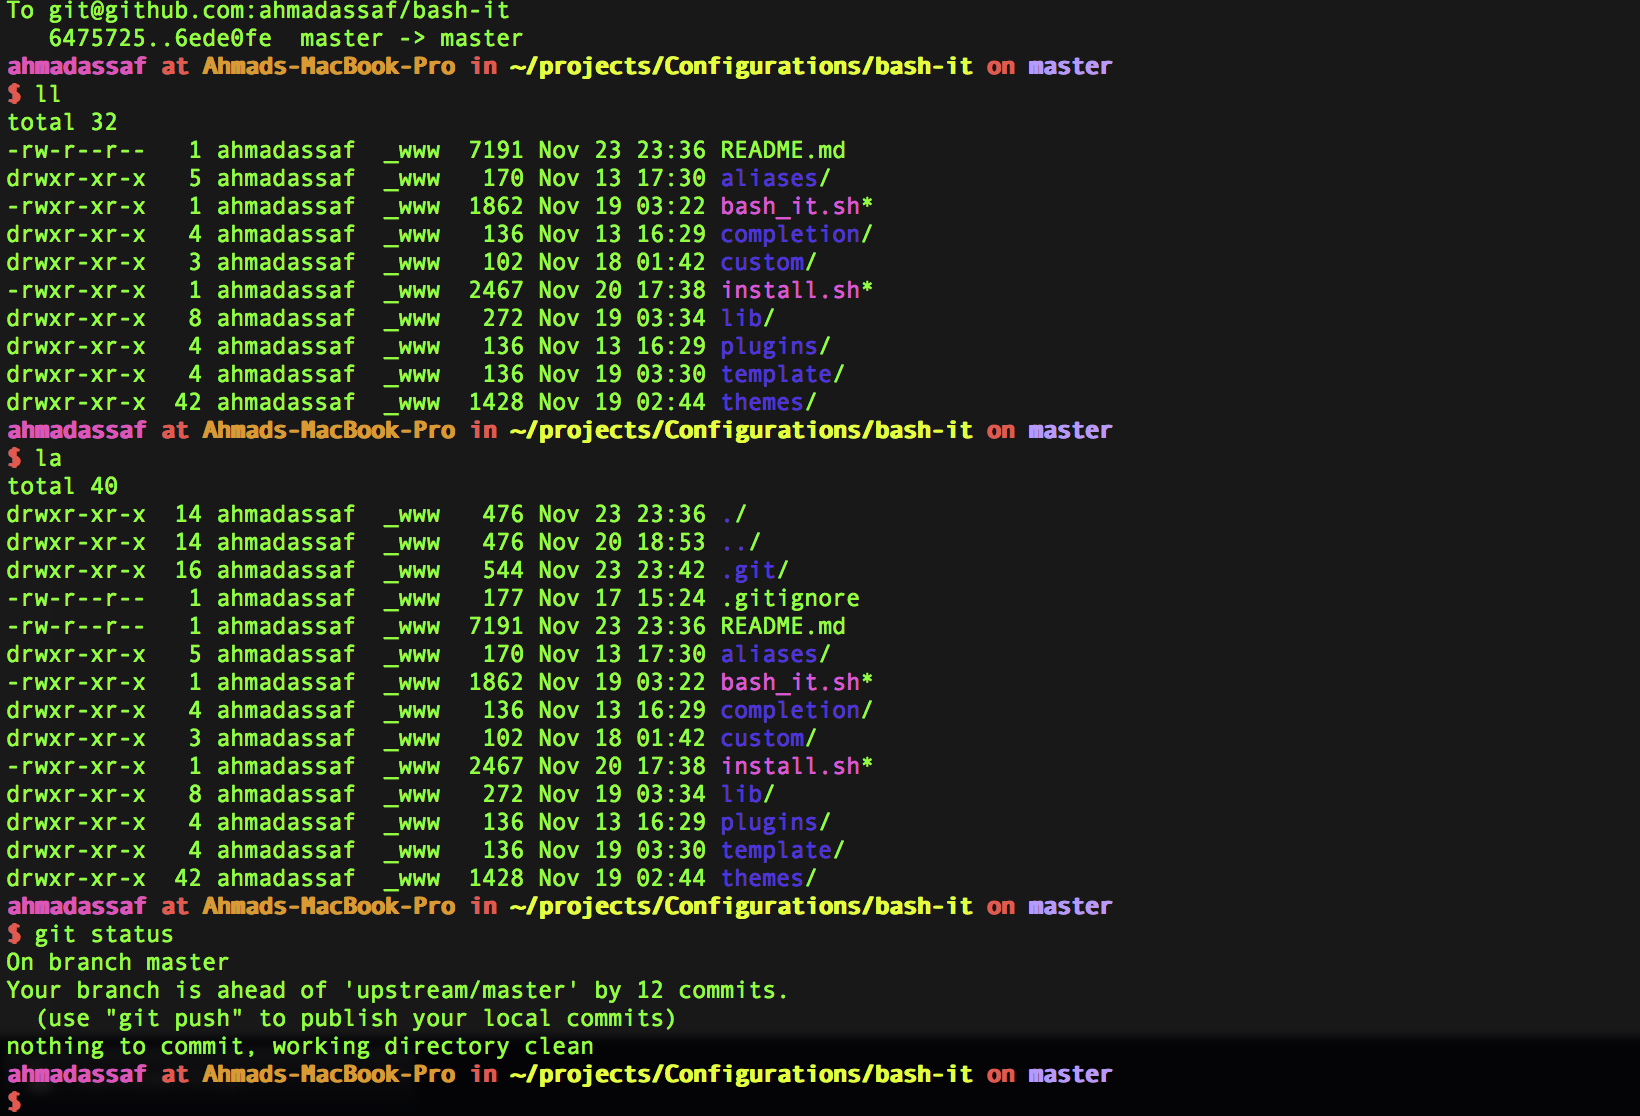 To git@github.com:ahmadassaf/bash-it
   6475725..6ede0fe  master -> master
ahmadassaf at Ahmads-MacBook-Pro in ~/projects/Configurations/bash-it on master
$ ll
total 32
-rw-r--r--   1 ahmadassaf  _www  7191 Nov 23 23:36 README.md
drwxr-xr-x   5 ahmadassaf  _www   170 Nov 13 17:30 aliases/
-rwxr-xr-x   1 ahmadassaf  _www  1862 Nov 19 03:22 bash_it.sh*
drwxr-xr-x   4 ahmadassaf  _www   136 Nov 13 16:29 completion/
drwxr-xr-x   3 ahmadassaf  _www   102 Nov 18 01:42 custom/
-rwxr-xr-x   1 ahmadassaf  _www  2467 Nov 20 17:38 install.sh*
drwxr-xr-x   8 ahmadassaf  _www   272 Nov 19 03:34 lib/
drwxr-xr-x   4 ahmadassaf  _www   136 Nov 13 16:29 plugins/
drwxr-xr-x   4 ahmadassaf  _www   136 Nov 19 03:30 template/
drwxr-xr-x  42 ahmadassaf  _www  1428 Nov 19 02:44 themes/
ahmadassaf at Ahmads-MacBook-Pro in ~/projects/Configurations/bash-it on master
$ la
total 40
drwxr-xr-x  14 ahmadassaf  _www   476 Nov 23 23:36 ./
drwxr-xr-x  14 ahmadassaf  _www   476 Nov 20 18:53 ../
drwxr-xr-x  16 ahmadassaf  _www   544 Nov 23 23:42 .git/
-rw-r--r--   1 ahmadassaf  _www   177 Nov 17 15:24 .gitignore
-rw-r--r--   1 ahmadassaf  _www  7191 Nov 23 23:36 README.md
drwxr-xr-x   5 ahmadassaf  _www   170 Nov 13 17:30 aliases/
-rwxr-xr-x   1 ahmadassaf  _www  1862 Nov 19 03:22 bash_it.sh*
drwxr-xr-x   4 ahmadassaf  _www   136 Nov 13 16:29 completion/
drwxr-xr-x   3 ahmadassaf  _www   102 Nov 18 01:42 custom/
-rwxr-xr-x   1 ahmadassaf  _www  2467 Nov 20 17:38 install.sh*
drwxr-xr-x   8 ahmadassaf  _www   272 Nov 19 03:34 lib/
drwxr-xr-x   4 ahmadassaf  _www   136 Nov 13 16:29 plugins/
drwxr-xr-x   4 ahmadassaf  _www   136 Nov 19 03:30 template/
drwxr-xr-x  42 ahmadassaf  _www  1428 Nov 19 02:44 themes/
ahmadassaf at Ahmads-MacBook-Pro in ~/projects/Configurations/bash-it on master
$ git status
On branch master
Your branch is ahead of 'upstream/master' by 12 commits.
  (use "git push" to publish your local commits)
nothing to commit, working directory clean
ahmadassaf at Ahmads-MacBook-Pro in ~/projects/Configurations/bash-it on master
$